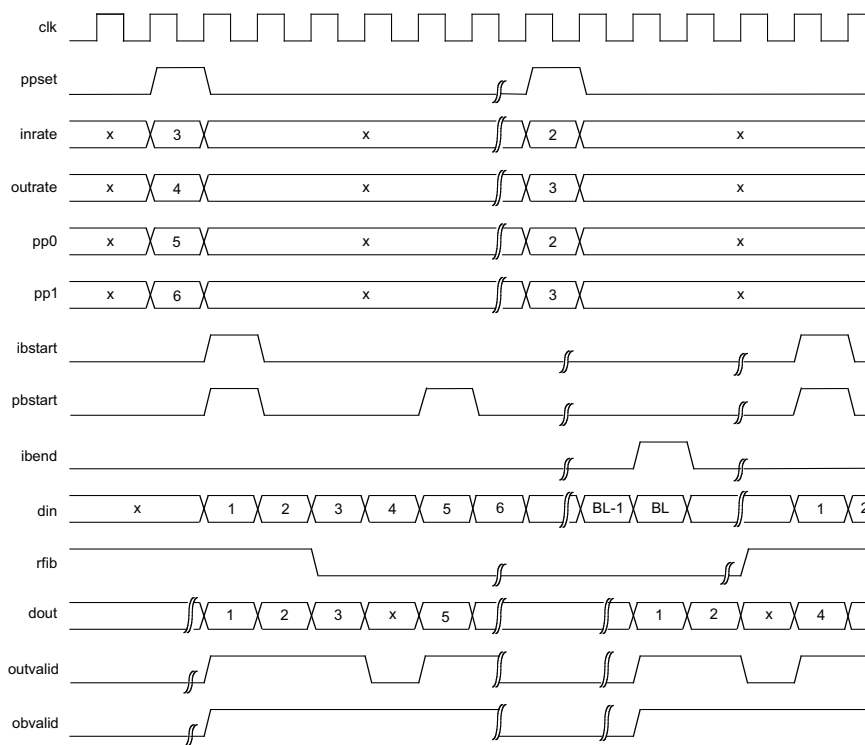 clk
ppset
inrate x 3 x 2 x
outrate x 4 x 3 x
pp0 x 5 x 2 x
pp1 x 6 x 3 x
ibstart
pbstart
ibend
din x 1 2 3 4 5 6 BL-1 BL 1 2
rfib
dout 1 2 3 x 5 1 2 x 4
outvalid
obvalid